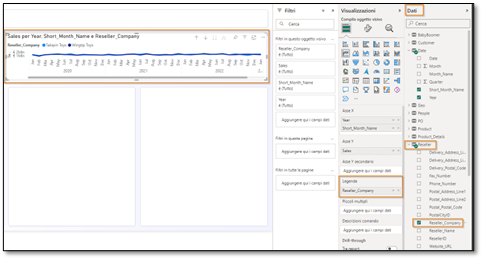 Sales per Year, Short_Month_Name e Reseller_Company
Reseller_Company Tailspin Toys Wingtip Toys
2020 2021 2022
Filtri
Cerca
Filtri in questo oggetto visivo
Reseller_Company
è (Tutto)
Sales
è (Tutto)
Short_Month_Name
è (Tutto)
Year
è (Tutto)
Aggiungere qui i campi dati
Filtri in questa pagina
Aggiungere qui i campi dati
Filtri in tutte le pagine
Aggiungere qui i campi dati
Visualizzazioni
Compila oggetto visivo
Asse X
Year
Short_Month_Name
Asse Y
Sales
Asse Y secondario
Aggiungere qui i campi dati
Legenda
Reseller_Company
Piccoli multipli
Aggiungere qui i campi dati
Descrizioni comando
Aggiungere qui i campi dati
Drill-through
Tra report
Dati
Cerca
BabyBoomer
Customer
Date
Date
Month
Month_Name
Quarter
Short_Month_Name
Year
Geo
People
PO
Product
Product_Details
Reseller
Delivery_Address_Li...
Delivery_Address_Li...
Delivery_Postal_Code
Fax_Number
Phone_Number
Postal_Address_Line1
Postal_Address_Line2
Postal_Postal_Code
PostalCityID
Reseller_Company
Reseller_Name
ResellerID
Website_URL